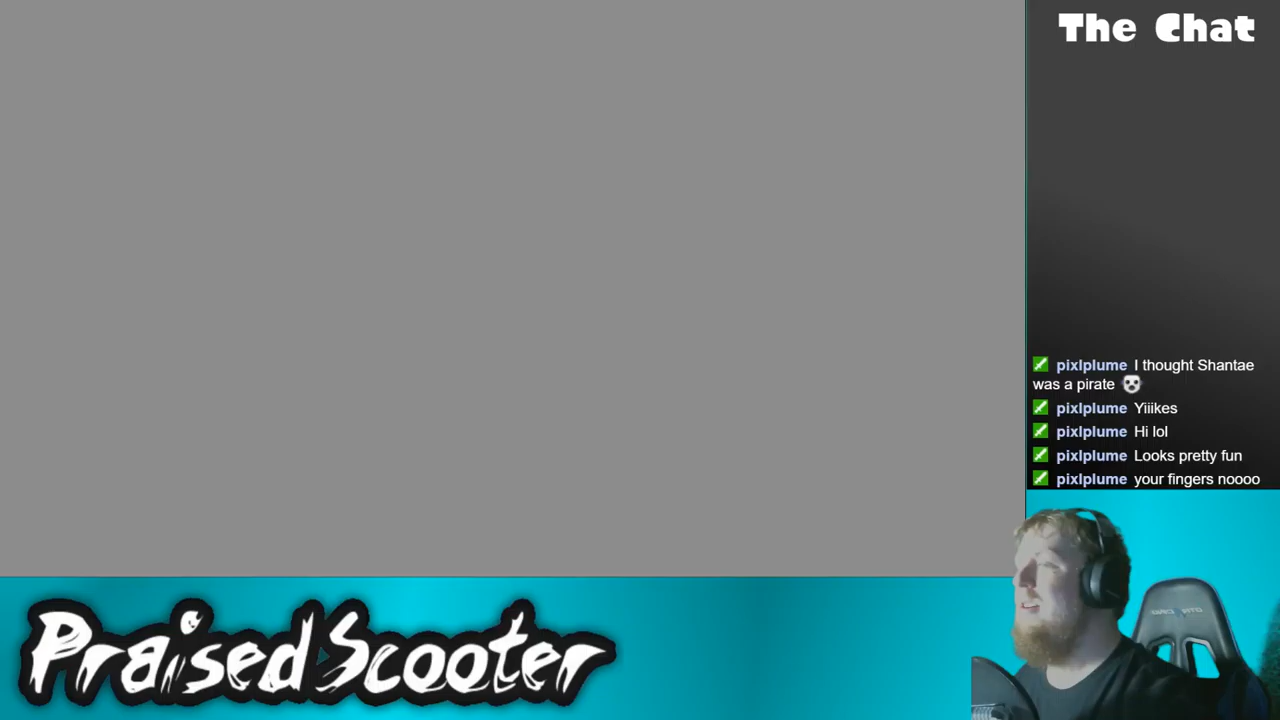 The Chat
pixlplume I thought Shantae
was a pirate
pixlplume Yiiikes
pixlplume Hi lol
pixlplume Looks pretty fun
pixlplume your fingers noooo
PraisedScooter